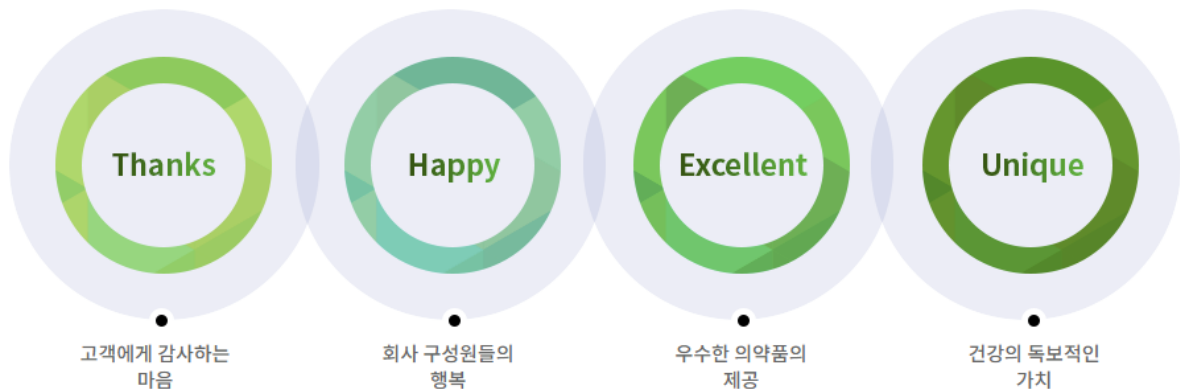 Thanks
Happy
Excellent
Unique
고객에게 감사하는
마음
회사 구성원들의
행복
우수한 의약품의
제공
건강의 독보적인
가치